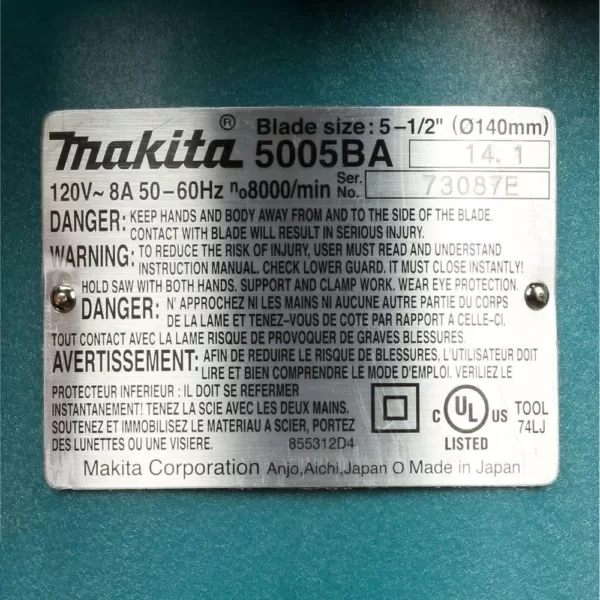 Makita® Blade size: 5-1/2" (Ø140mm)
5005BA 14.1
120V~ 8A 50-60Hz n₀8000/min Ser. No. 73087E
DANGER: KEEP HANDS AND BODY AWAY FROM AND TO THE SIDE OF THE BLADE.
CONTACT WITH BLADE WILL RESULT IN SERIOUS INJURY.
WARNING: TO REDUCE THE RISK OF INJURY, USER MUST READ AND UNDERSTAND
INSTRUCTION MANUAL. CHECK LOWER GUARD. IT MUST CLOSE INSTANTLY!
HOLD SAW WITH BOTH HANDS. SUPPORT AND CLAMP WORK. WEAR EYE PROTECTION.
DANGER: N' APPROCHEZ NI LES MAINS NI AUCUNE AUTRE PARTIE DU CORPS
DE LA LAME ET TENEZ-VOUS DE COTE PAR RAPPORT A CELLE-CI.
TOUT CONTACT AVEC LA LAME RISQUE DE PROVOQUER DE GRAVES BLESSURES.
AVERTISSEMENT: AFIN DE REDUIRE LE RISQUE DE BLESSURES, L'UTILISATEUR DOIT
LIRE ET BIEN COMPRENDRE LE MODE D'EMPLOI. VERIFIEZ LE
PROTECTEUR INFERIEUR : IL DOIT SE REFERMER
INSTANTANEMENT! TENEZ LA SCIE AVEC LES DEUX MAINS.
SOUTENEZ ET IMMOBILISEZ LE MATERIAU A SCIER, PORTEZ
DES LUNETTES OU UNE VISIERE. 855312D4
C UL US
LISTED
TOOL
74LJ
Makita Corporation Anjo,Aichi,Japan O Made in Japan